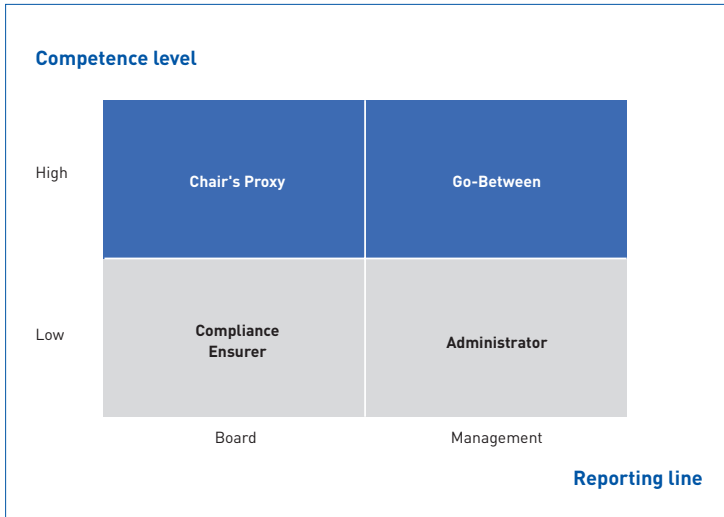 Competence level
High
Chair's Proxy
Go-Between
Low
Compliance
Ensurer
Administrator
Board
Management
Reporting line